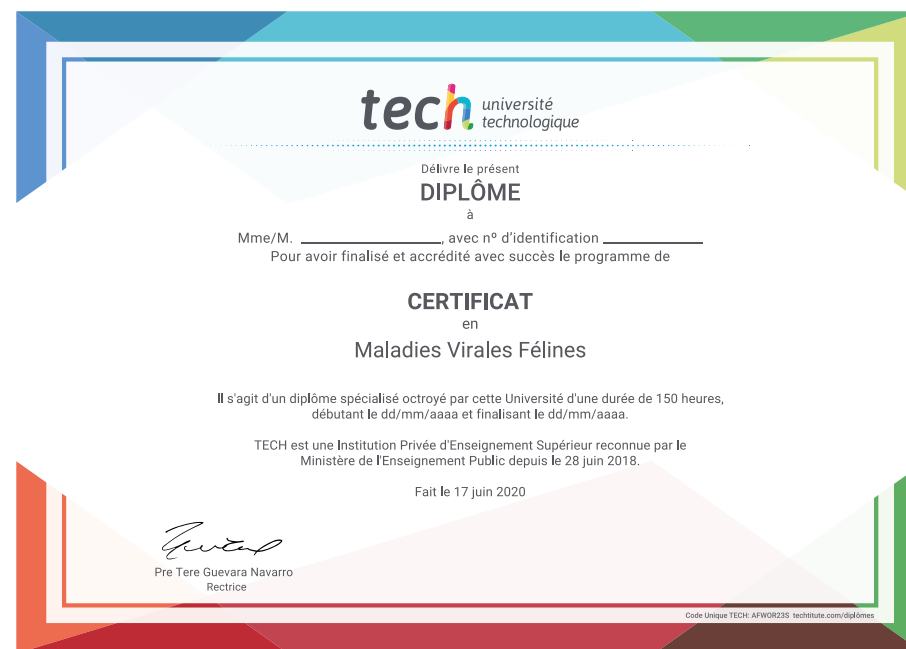 tech université
technologique
Délivre le présent
DIPLÔME
à
Mme/M. ____________________, avec nº d'identification ______________
Pour avoir finalisé et accrédité avec succès le programme de
CERTIFICAT
en
Maladies Virales Félines
Il s'agit d'un diplôme spécialisé octroyé par cette Université d'une durée de 150 heures,
débutant le dd/mm/aaaa et finalisant le dd/mm/aaaa.
TECH est une Institution Privée d'Enseignement Supérieur reconnue par le
Ministère de l'Enseignement Public depuis le 28 juin 2018.
Fait le 17 juin 2020
Pre Tere Guevara Navarro
Rectrice
Code Unique TECH: AFWOR23S techtitute.com/diplômes